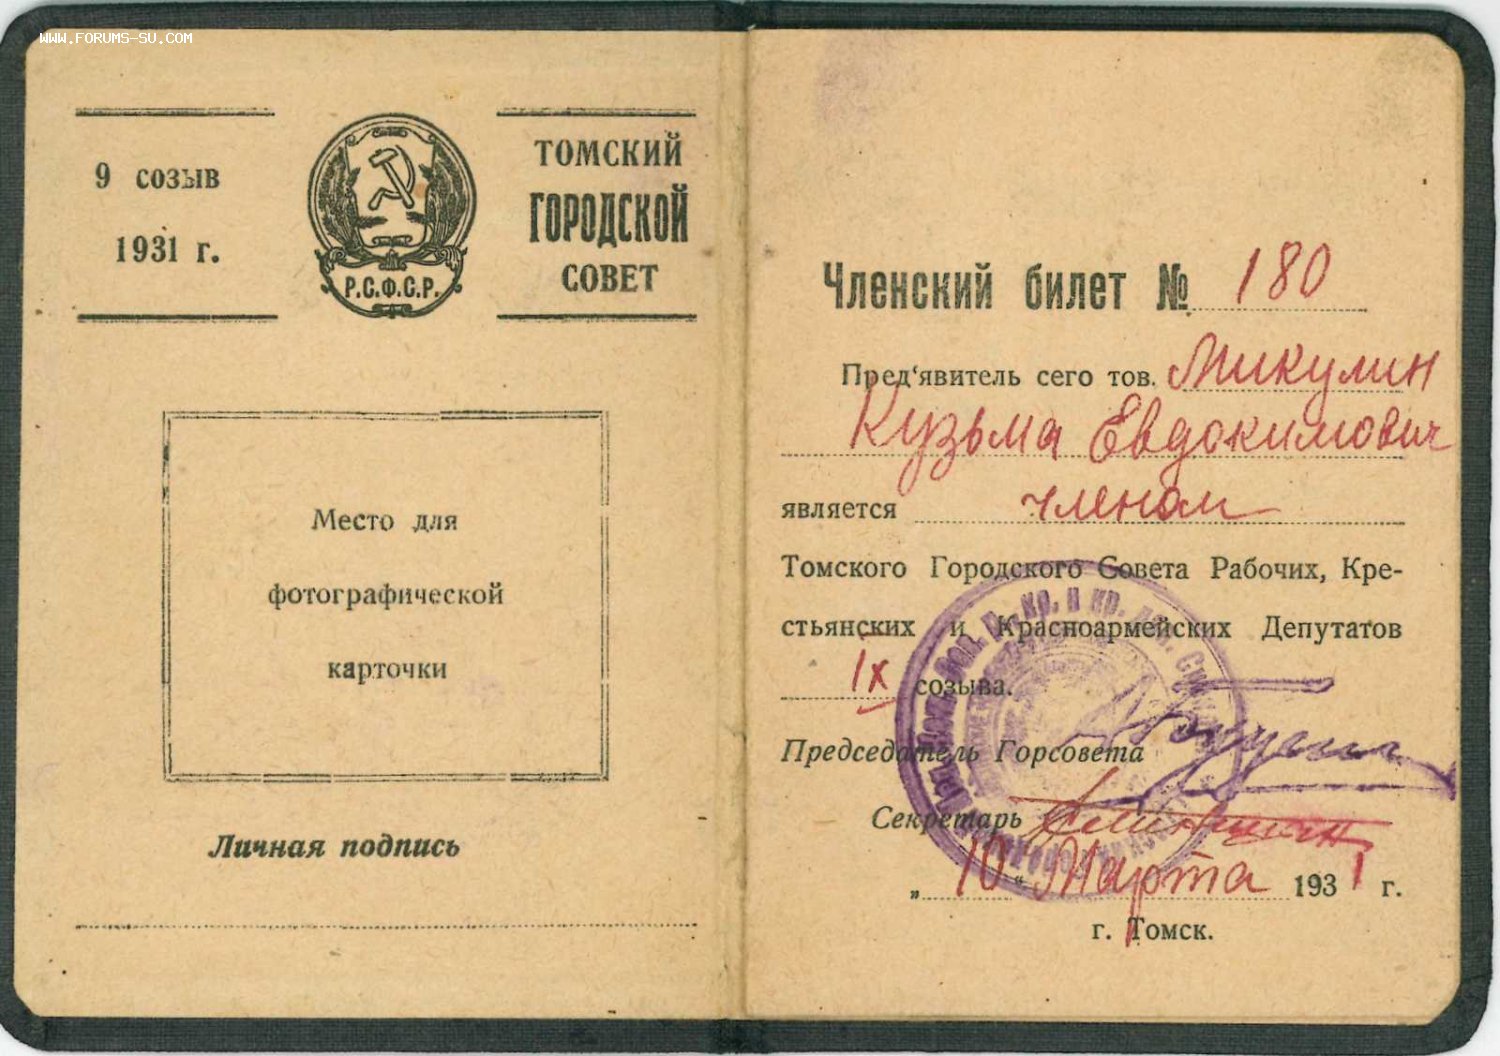 WWW.FORUMS-SU.COM
9 созыв
1931 г.
Р.С.Ф.С.Р.
ТОМСКИЙ
ГОРОДСКОЙ
СОВЕТ
Место для
фотографической
карточки
Личная подпись
Членский билет № 180
Пред‘явитель сего тов. Микулин
Кузьма Евдокимович
является членом
Томского Городского Совета Рабочих, Кре-
стьянских и Красноармейских Депутатов
IX созыва.
Председатель Горсовета
Секретарь
„10“ Марта 1931 г.
г. Томск.